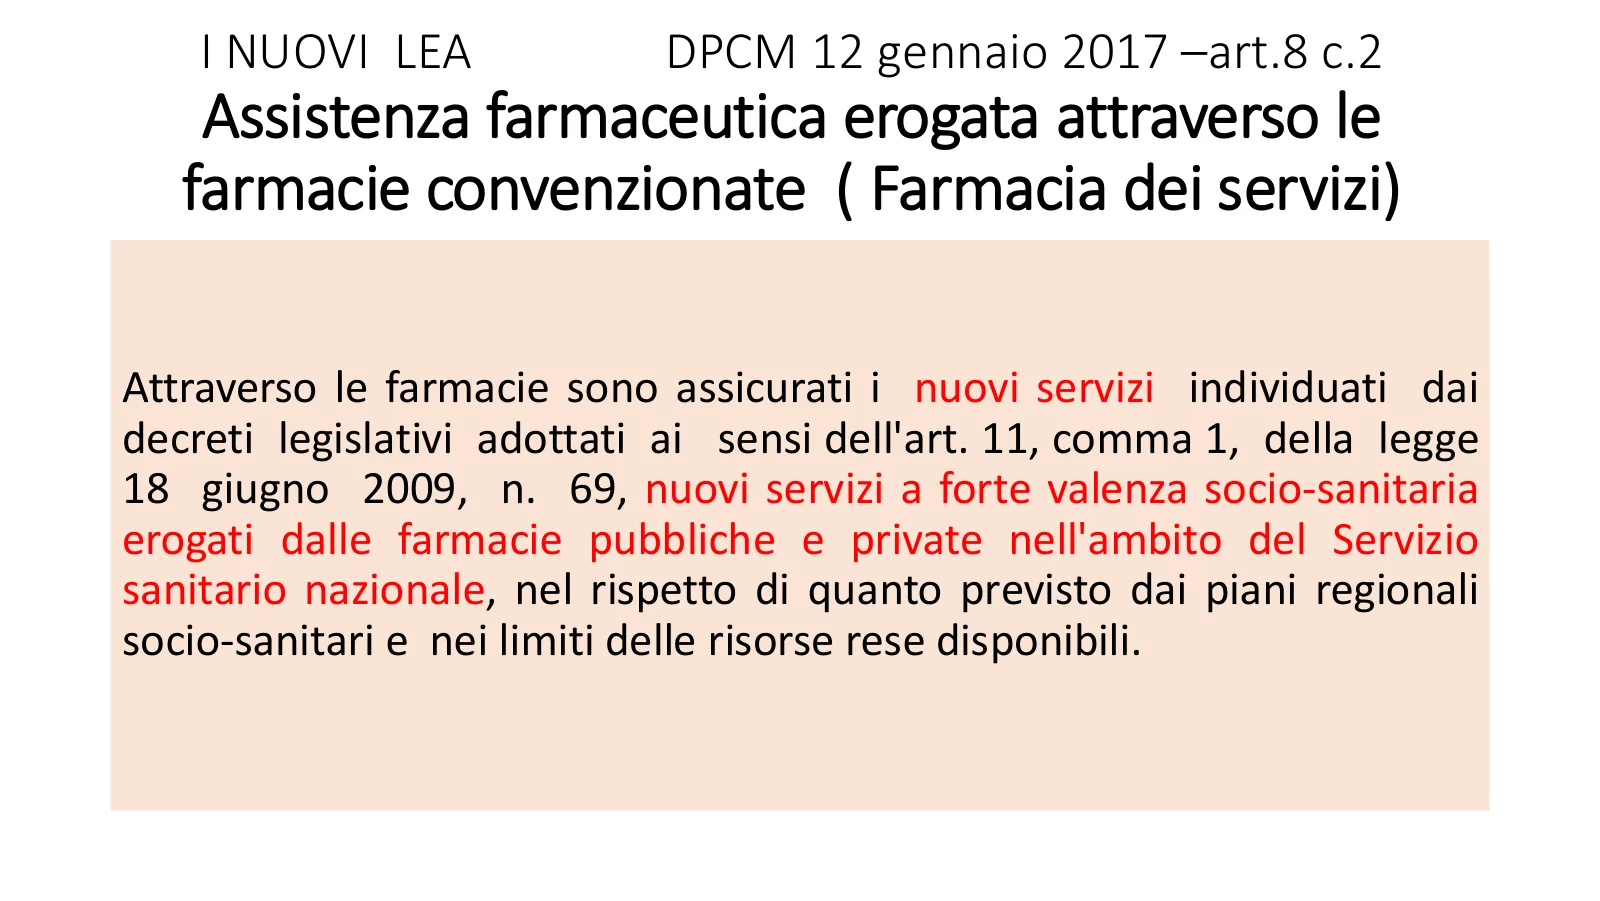 I NUOVI LEA DPCM 12 gennaio 2017 –art.8 c.2
Assistenza farmaceutica erogata attraverso le
farmacie convenzionate ( Farmacia dei servizi)
Attraverso le farmacie sono assicurati i nuovi servizi individuati dai
decreti legislativi adottati ai sensi dell'art. 11, comma 1, della legge
18 giugno 2009, n. 69, nuovi servizi a forte valenza socio-sanitaria
erogati dalle farmacie pubbliche e private nell'ambito del Servizio
sanitario nazionale, nel rispetto di quanto previsto dai piani regionali
socio-sanitari e nei limiti delle risorse rese disponibili.